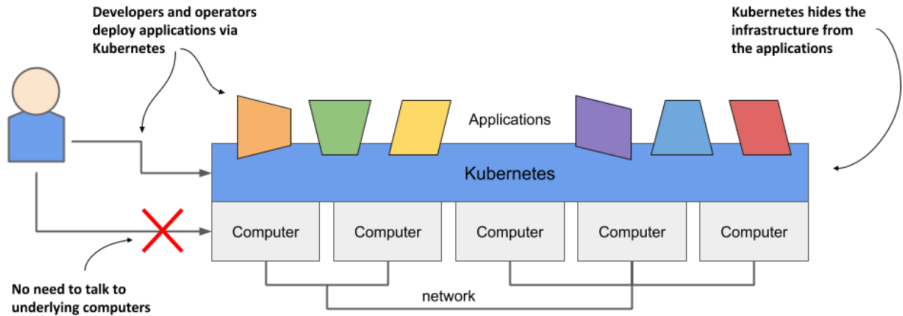 Developers and operators
deploy applications via
Kubernetes
Kubernetes hides the
infrastructure from
the applications
Applications
Kubernetes
Computer
Computer
Computer
Computer
Computer
No need to talk to
underlying computers
network